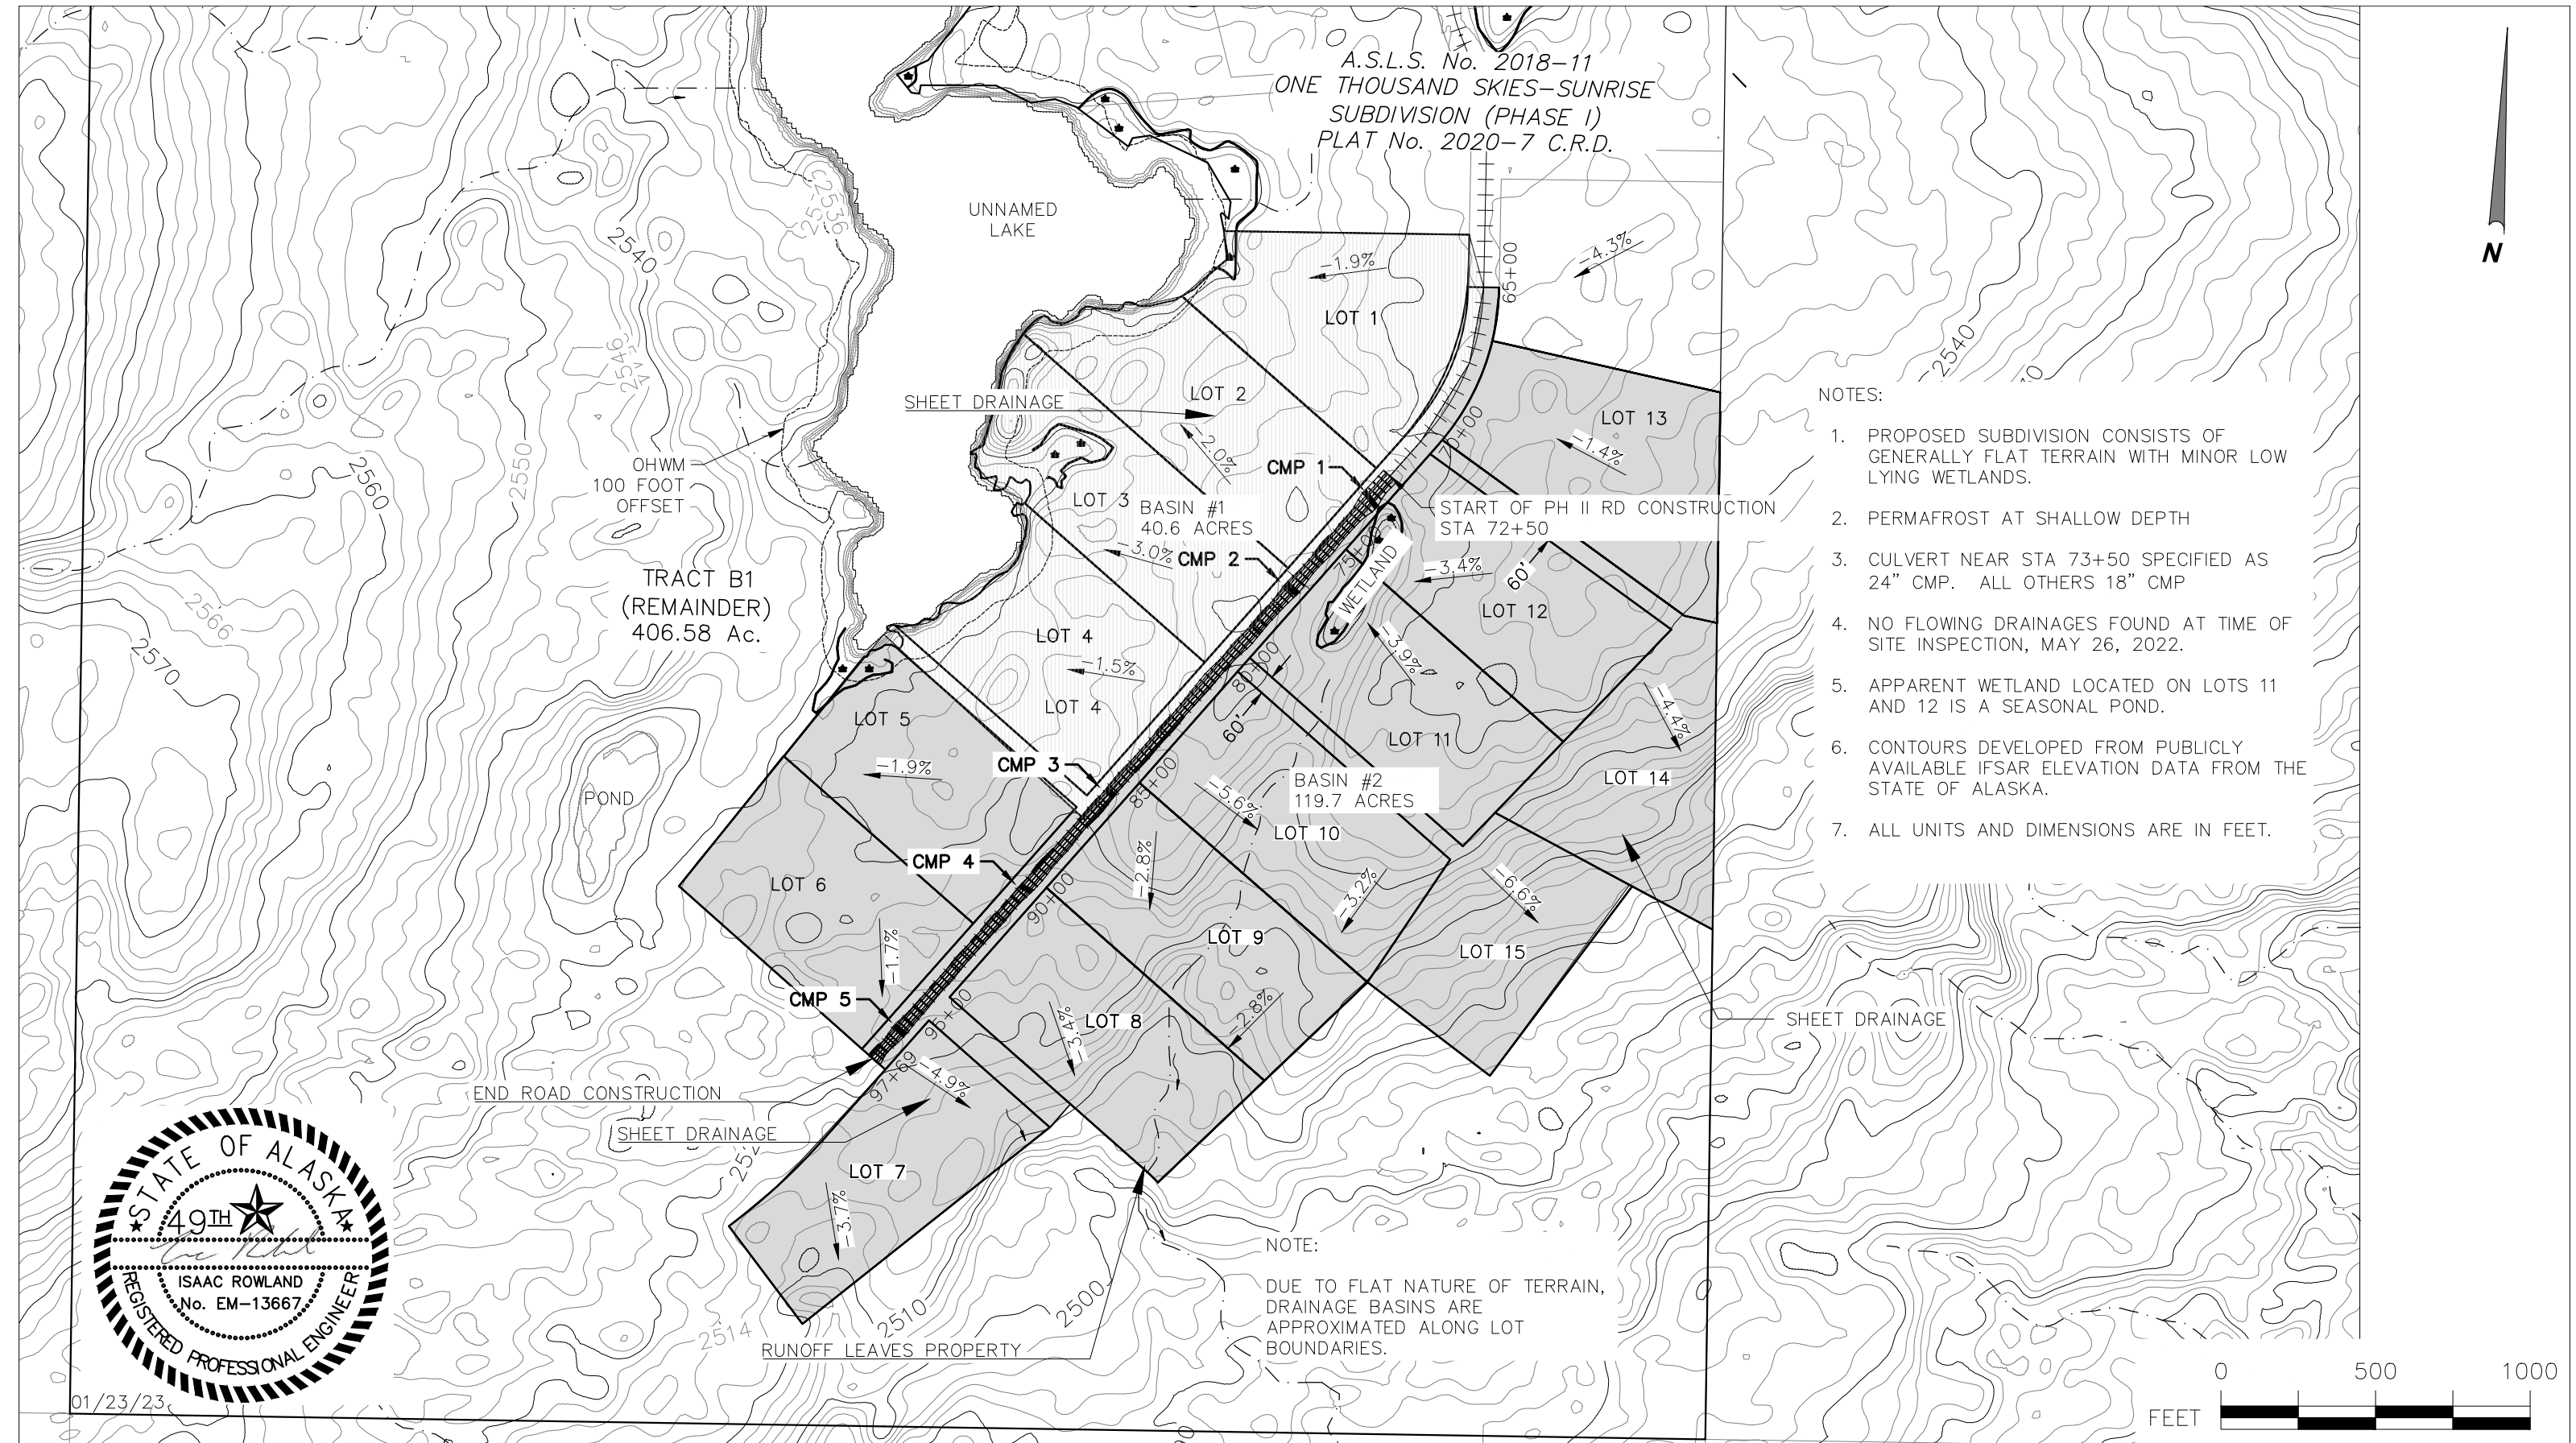 A.S.L.S. No. 2018-11
ONE THOUSAND SKIES-SUNRISE
SUBDIVISION (PHASE I)
PLAT No. 2020-7 C.R.D.
N
UNNAMED
LAKE
2536
2540
2546
2550
2560
2566
2570
OHWM
100 FOOT
OFFSET
TRACT B1
(REMAINDER)
406.58 Ac.
POND
SHEET DRAINAGE
-4.3%
-1.9%
65+00
LOT 1
LOT 2
-2.0%
LOT 13
-1.4%
70+00
CMP 1
LOT 3
BASIN #1
40.6 ACRES
START OF PH II RD CONSTRUCTION
STA 72+50
-3.0%
CMP 2
75+00
WETLAND
-3.4%
60'
LOT 12
LOT 4
-1.5%
-3.9%
80+00
60'
LOT 4
LOT 5
LOT 11
-4.4%
-1.9%
CMP 3
85+00
BASIN #2
119.7 ACRES
LOT 14
-5.6%
LOT 10
-2.8%
CMP 4
LOT 6
90+00
-3.2%
-6.6%
LOT 9
LOT 15
-1.7%
CMP 5
95+00
LOT 8
-3.4%
-2.8%
SHEET DRAINAGE
97+69
-4.9%
END ROAD CONSTRUCTION
SHEET DRAINAGE
LOT 7
-3.7%
2514
2510
2500
RUNOFF LEAVES PROPERTY
2540
NOTES:
1. PROPOSED SUBDIVISION CONSISTS OF
GENERALLY FLAT TERRAIN WITH MINOR LOW
LYING WETLANDS.
2. PERMAFROST AT SHALLOW DEPTH
3. CULVERT NEAR STA 73+50 SPECIFIED AS
24" CMP. ALL OTHERS 18" CMP
4. NO FLOWING DRAINAGES FOUND AT TIME OF
SITE INSPECTION, MAY 26, 2022.
5. APPARENT WETLAND LOCATED ON LOTS 11
AND 12 IS A SEASONAL POND.
6. CONTOURS DEVELOPED FROM PUBLICLY
AVAILABLE IFSAR ELEVATION DATA FROM THE
STATE OF ALASKA.
7. ALL UNITS AND DIMENSIONS ARE IN FEET.
NOTE:
DUE TO FLAT NATURE OF TERRAIN,
DRAINAGE BASINS ARE
APPROXIMATED ALONG LOT
BOUNDARIES.
STATE OF ALASKA
49TH
ISAAC ROWLAND
No. EM-13667
REGISTERED PROFESSIONAL ENGINEER
01/23/23
0 500 1000
FEET